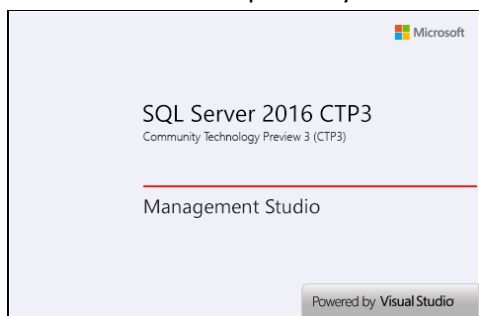 Microsoft
SQL Server 2016 CTP3
Community Technology Preview 3 (CTP3)
Management Studio
Powered by Visual Studio